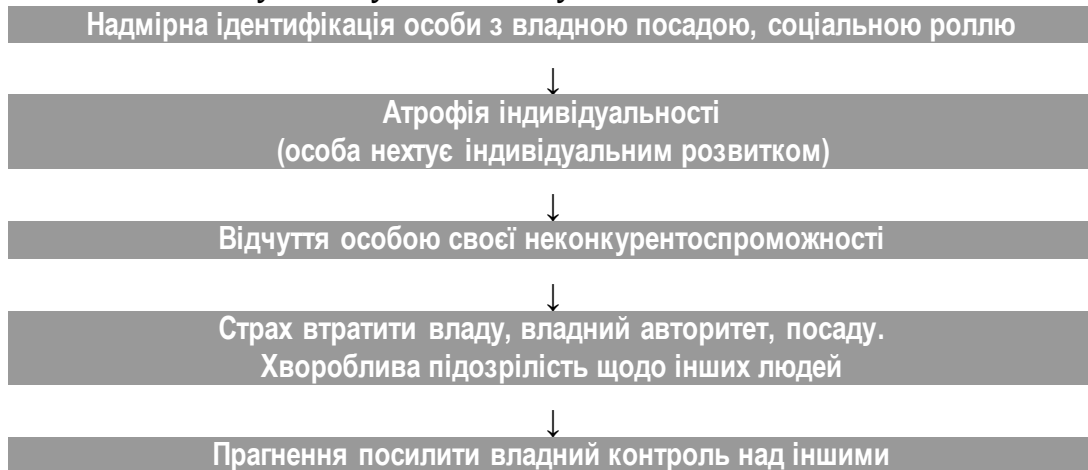 Надмірна ідентифікація особи з владною посадою, соціальною роллю
↓
Атрофія індивідуальності
(особа нехтує індивідуальним розвитком)
↓
Відчуття особою своєї неконкурентоспроможності
↓
Страх втратити владу, владний авторитет, посаду.
Хвороблива підозрілість щодо інших людей
↓
Прагнення посилити владний контроль над іншими